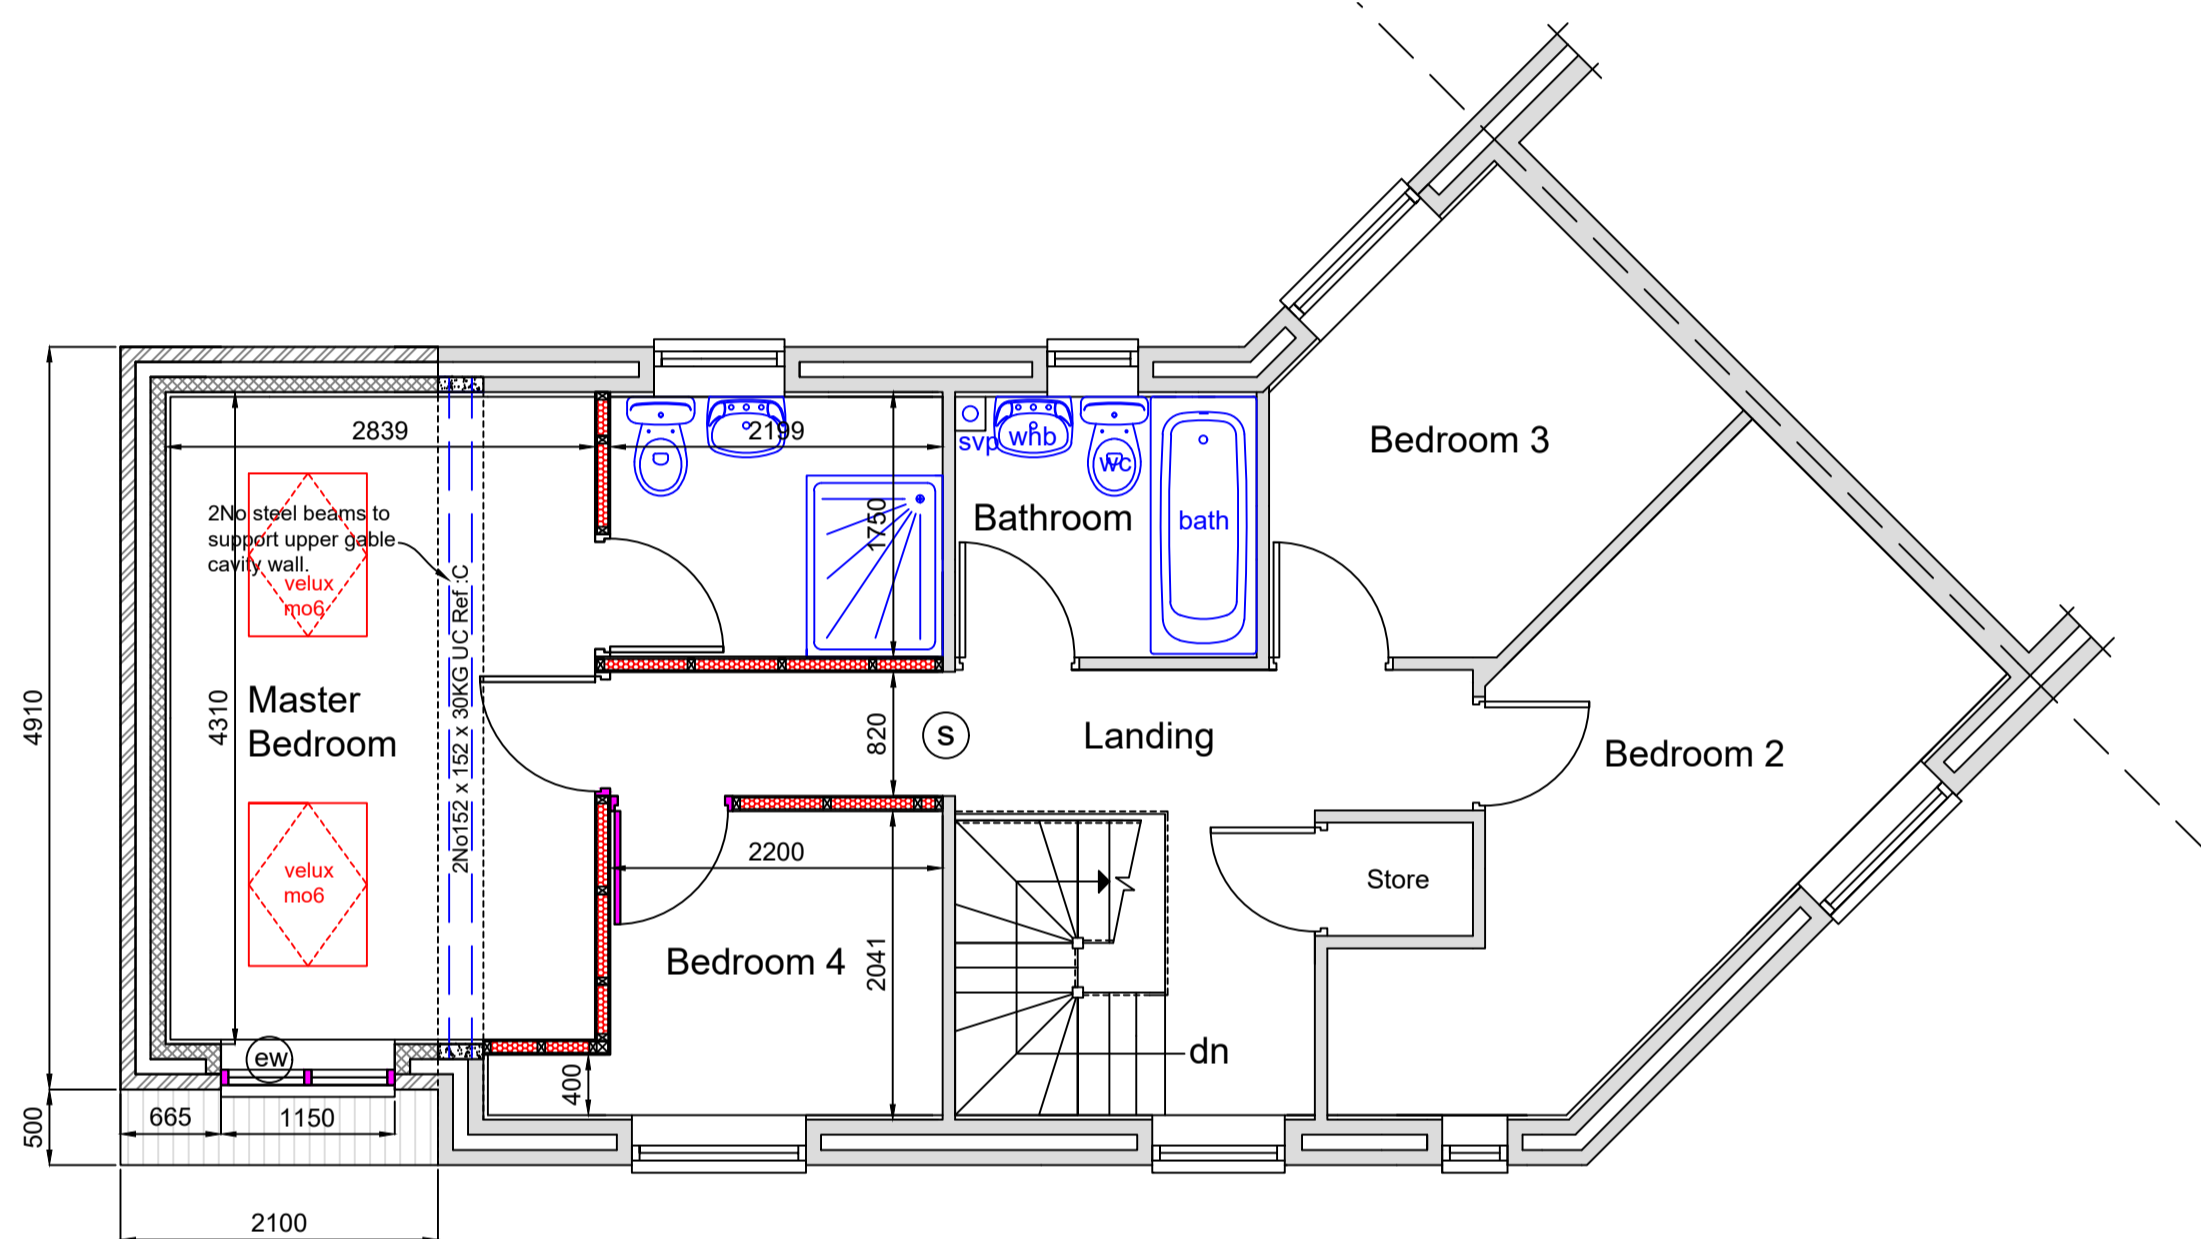 Bedroom 3
2839
2199
svp
whb
wc
Bathroom
bath
1750
2No steel beams to
support upper gable
cavity wall.
velux
mo6
2No152 x 152 x 30KG UC Ref :C
4910
4310
Master
Bedroom
820
S
Landing
Bedroom 2
velux
mo6
2200
Store
Bedroom 4
2041
dn
ew
400
500
665
1150
2100